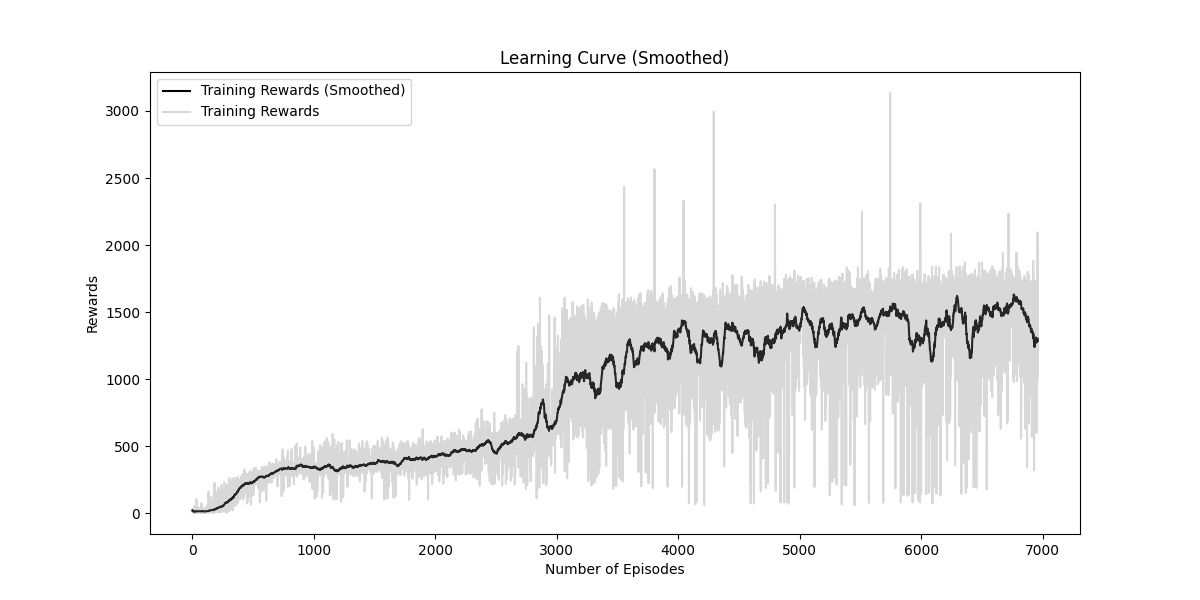 Learning Curve (Smoothed)
Training Rewards (Smoothed)
Training Rewards
3000
2500
2000
1500
1000
500
0
Rewards
0 1000 2000 3000 4000 5000 6000 7000
Number of Episodes